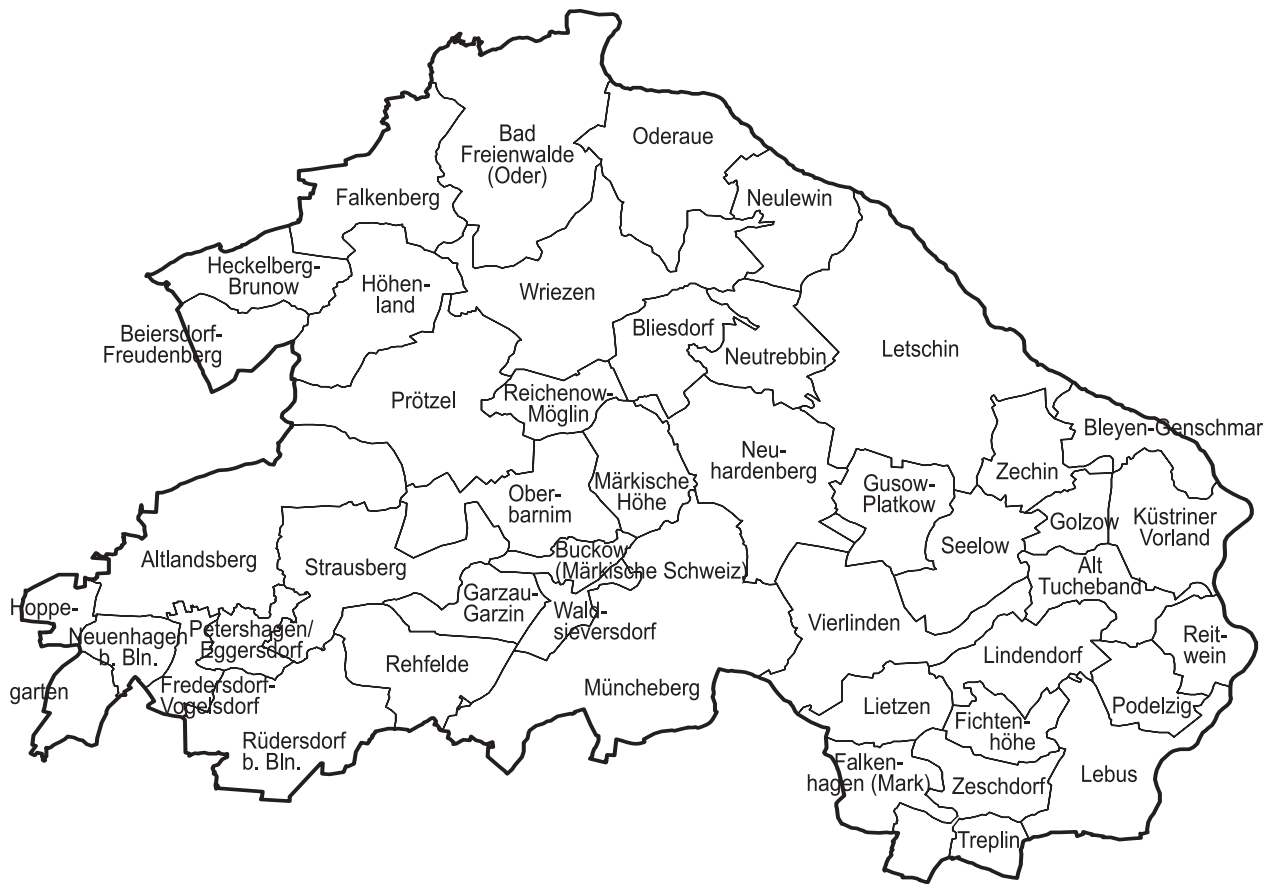 Bad
Freienwalde
(Oder)
Oderaue
Falkenberg
Neulewin
Heckelberg-
Brunow
Höhen-
land
Wriezen
Beiersdorf-
Freudenberg
Bliesdorf
Neutrebbin
Letschin
Prötzel
Reichenow-
Möglin
Bleyen-Genschmar
Neu-
hardenberg
Zechin
Märkische
Höhe
Gusow-
Platkow
Ober-
barnim
Golzow
Küstriner
Vorland
Altlandsberg
Strausberg
Buckow
(Märkische Schweiz)
Seelow
Alt
Tucheband
Garzau-
Garzin
Wald-
sieversdorf
Hoppe-
garten
Neuenhagen
b. Bln.
Petershagen/
Eggersdorf
Vierlinden
Reit-
wein
Rehfelde
Lindendorf
Fredersdorf-
Vogelsdorf
Müncheberg
Lietzen
Podelzig
Fichten-
höhe
Rüdersdorf
b. Bln.
Falken-
hagen (Mark)
Zeschdorf
Lebus
Treplin